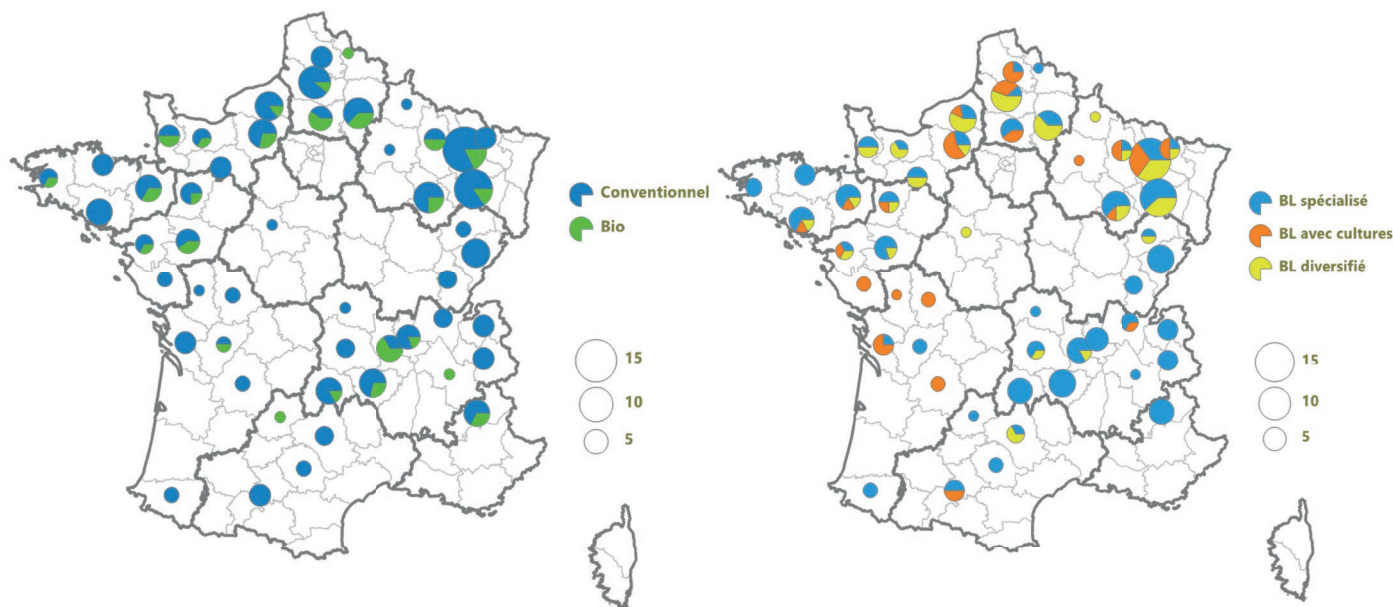 Conventionnel
Bio
15
10
5
BL spécialisé
BL avec cultures
BL diversifié
15
10
5